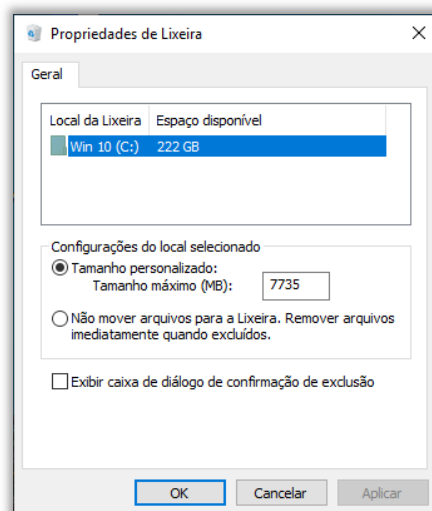 Propriedades de Lixeira
Geral
Local da Lixeira Espaço disponível
Win 10 (C:) 222 GB
Configurações do local selecionado
Tamanho personalizado:
Tamanho máximo (MB): 7735
Não mover arquivos para a Lixeira. Remover arquivos
imediatamente quando excluídos.
Exibir caixa de diálogo de confirmação de exclusão
OK Cancelar Aplicar